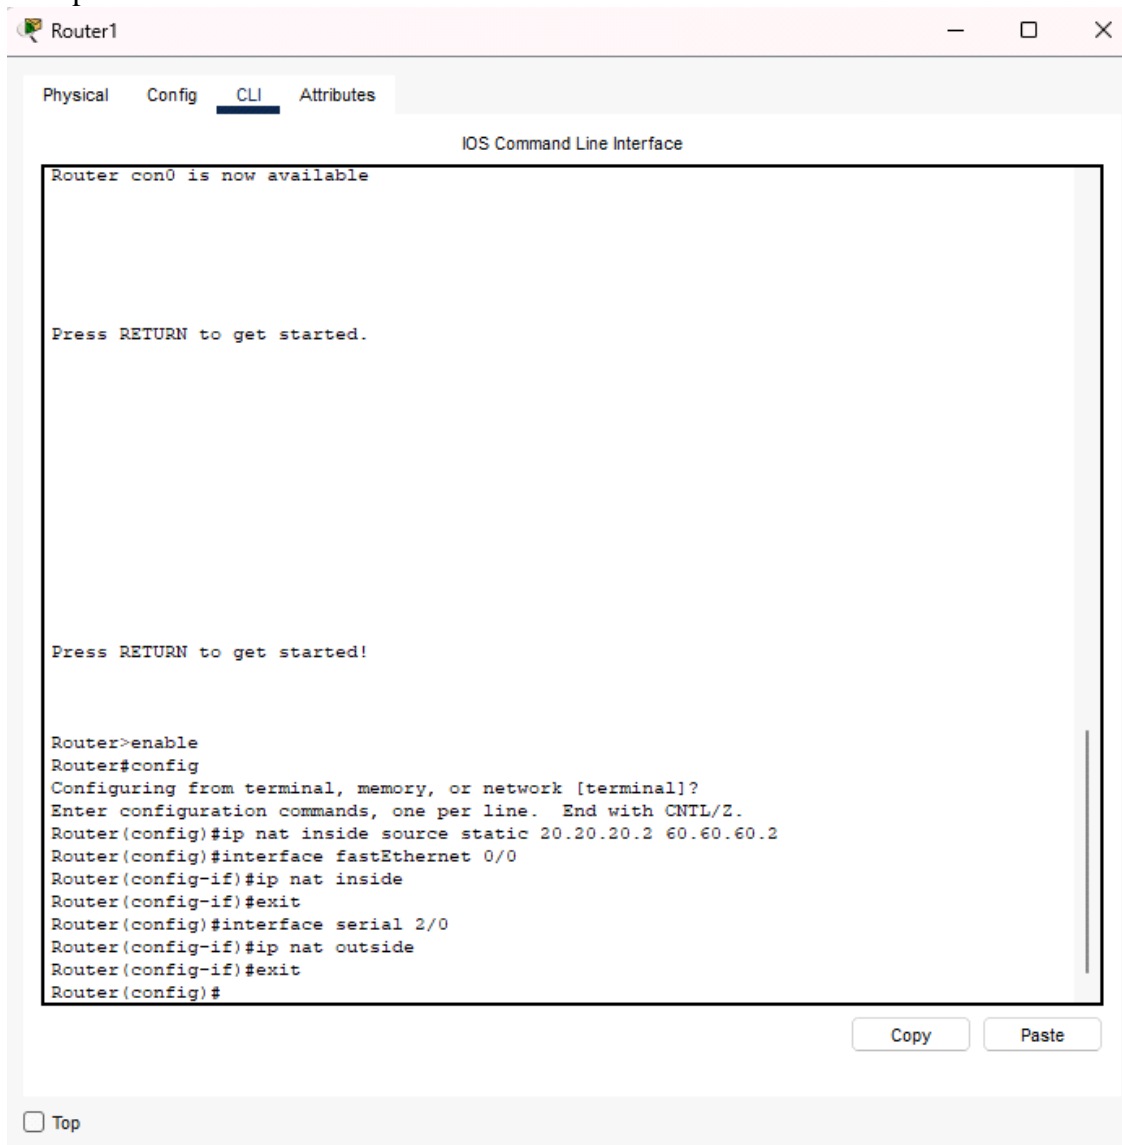 Router1
Physical Config CLI Attributes
IOS Command Line Interface
Router con0 is now available
Press RETURN to get started.
Press RETURN to get started!
Router>enable
Router#config
Configuring from terminal, memory, or network [terminal]?
Enter configuration commands, one per line.  End with CNTL/Z.
Router(config)#ip nat inside source static 20.20.20.2 60.60.60.2
Router(config)#interface fastEthernet 0/0
Router(config-if)#ip nat inside
Router(config-if)#exit
Router(config)#interface serial 2/0
Router(config-if)#ip nat outside
Router(config-if)#exit
Router(config)#
Copy Paste
Top